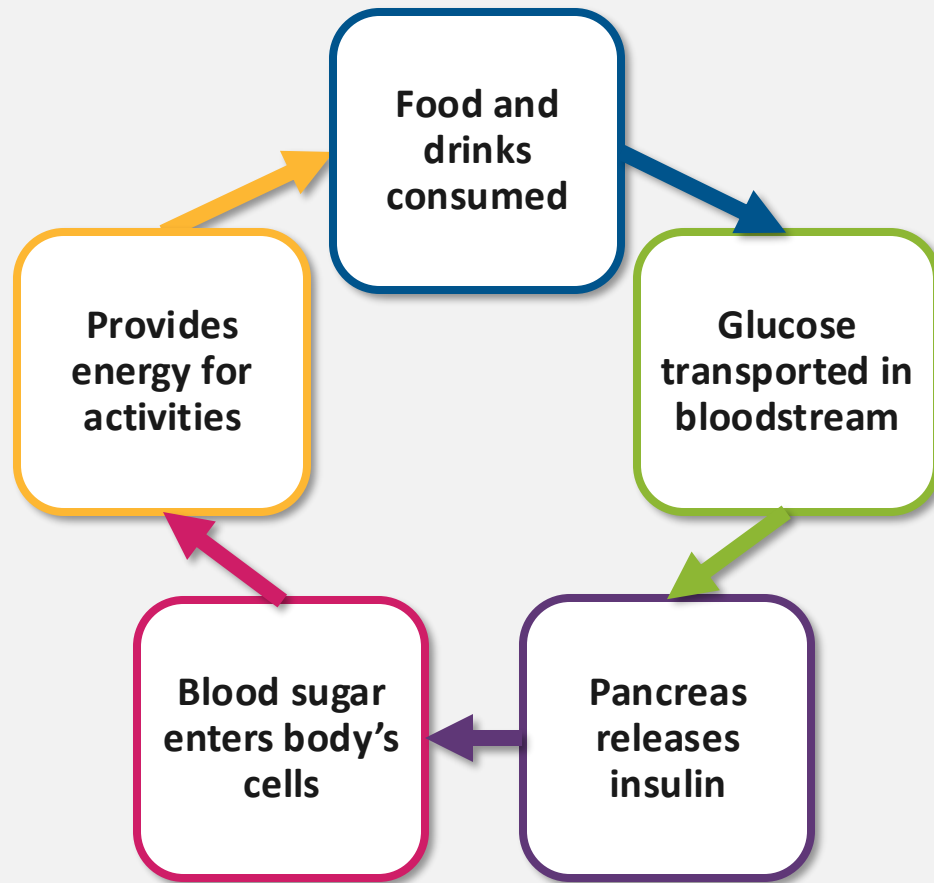 Food and
drinks
consumed
Glucose
transported in
bloodstream
Pancreas
releases
insulin
Blood sugar
enters body’s
cells
Provides
energy for
activities